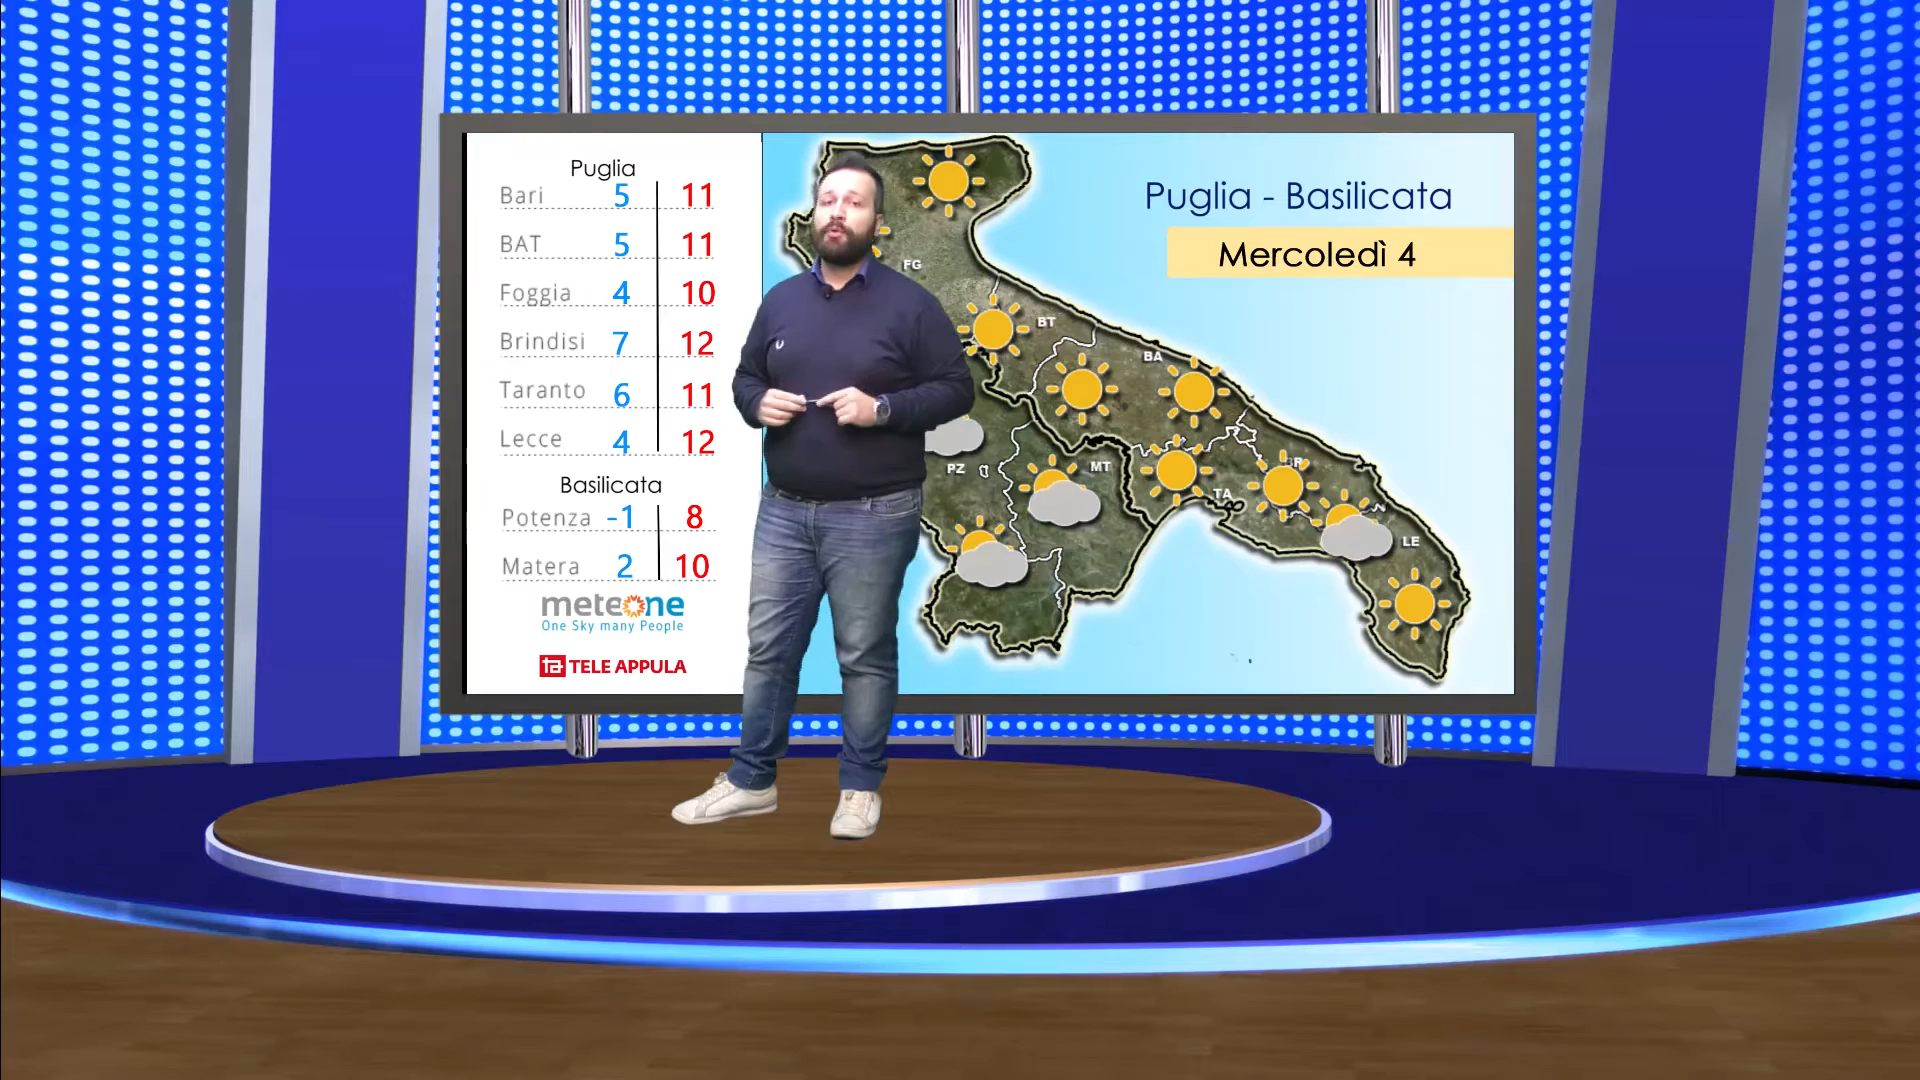 Puglia
Bari 5 11
BAT 5 11
Foggia 4 10
Brindisi 7 12
Taranto 6 11
Lecce 4 12
Basilicata
Potenza -1 8
Matera 2 10
meteone
One Sky many People
ta TELE APPULA
Puglia - Basilicata
Mercoledì 4
FG
BT
BA
PZ
MT
BR
TA
LE